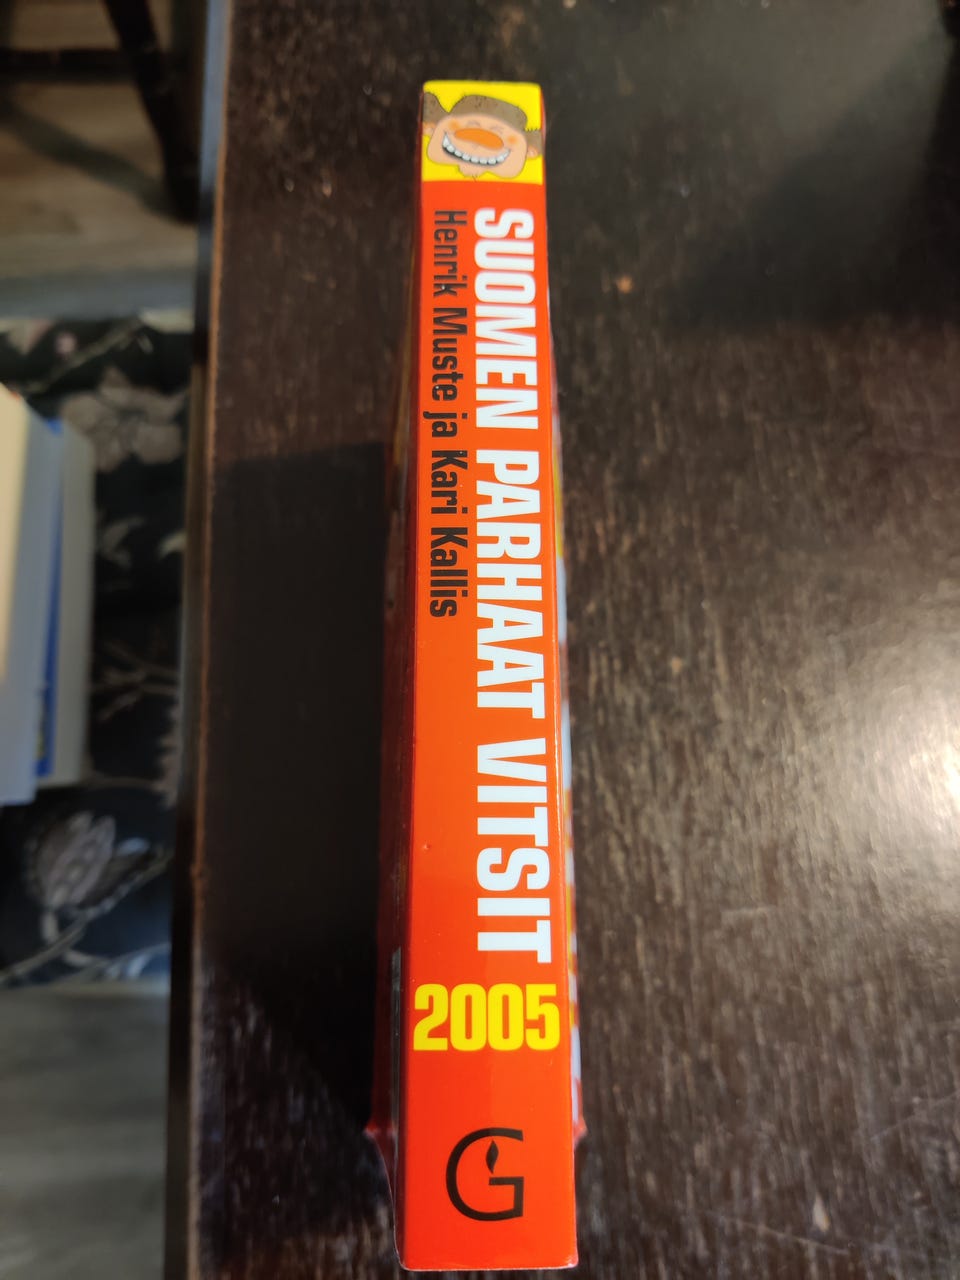 SUOMEN PARHAAT VITSIT
Henrik Muste ja Kari Kallis
2005
G